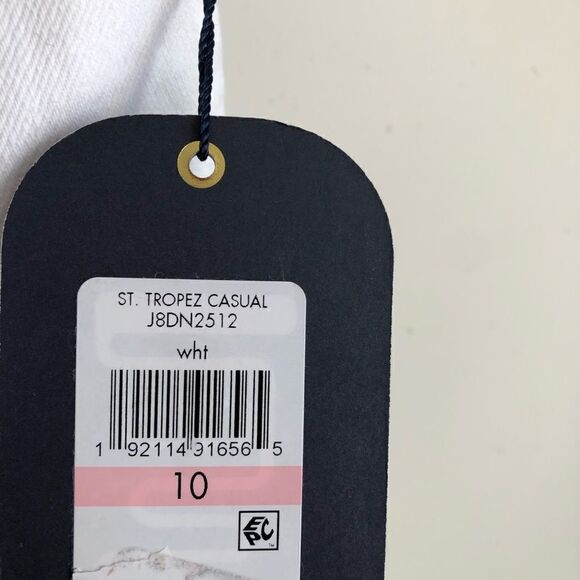 ST. TROPEZ CASUAL
J8DN2512
wht
1 92114 91656 5
10
EPC